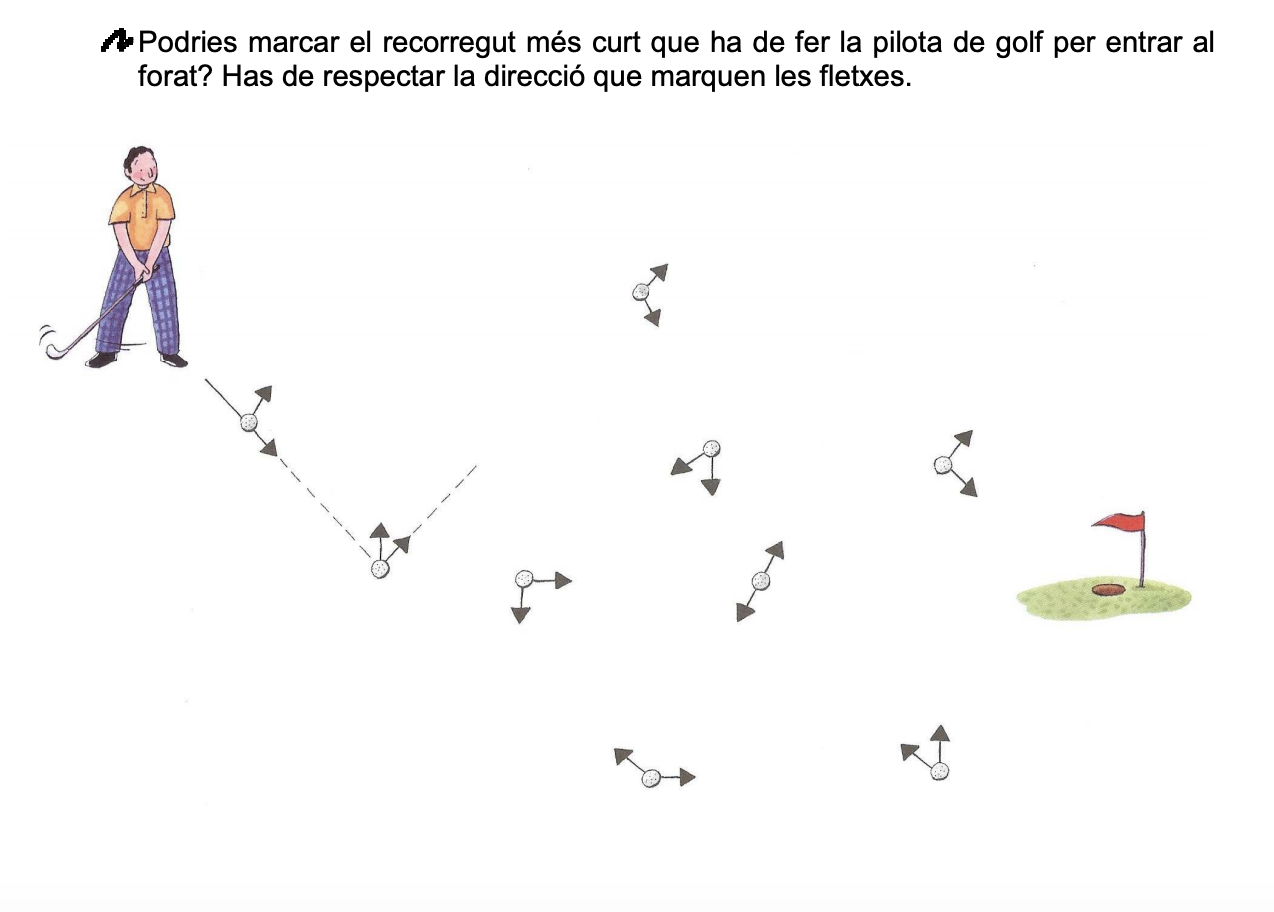 Podries marcar el recorregut més curt que ha de fer la pilota de golf per entrar al
forat? Has de respectar la direcció que marquen les fletxes.